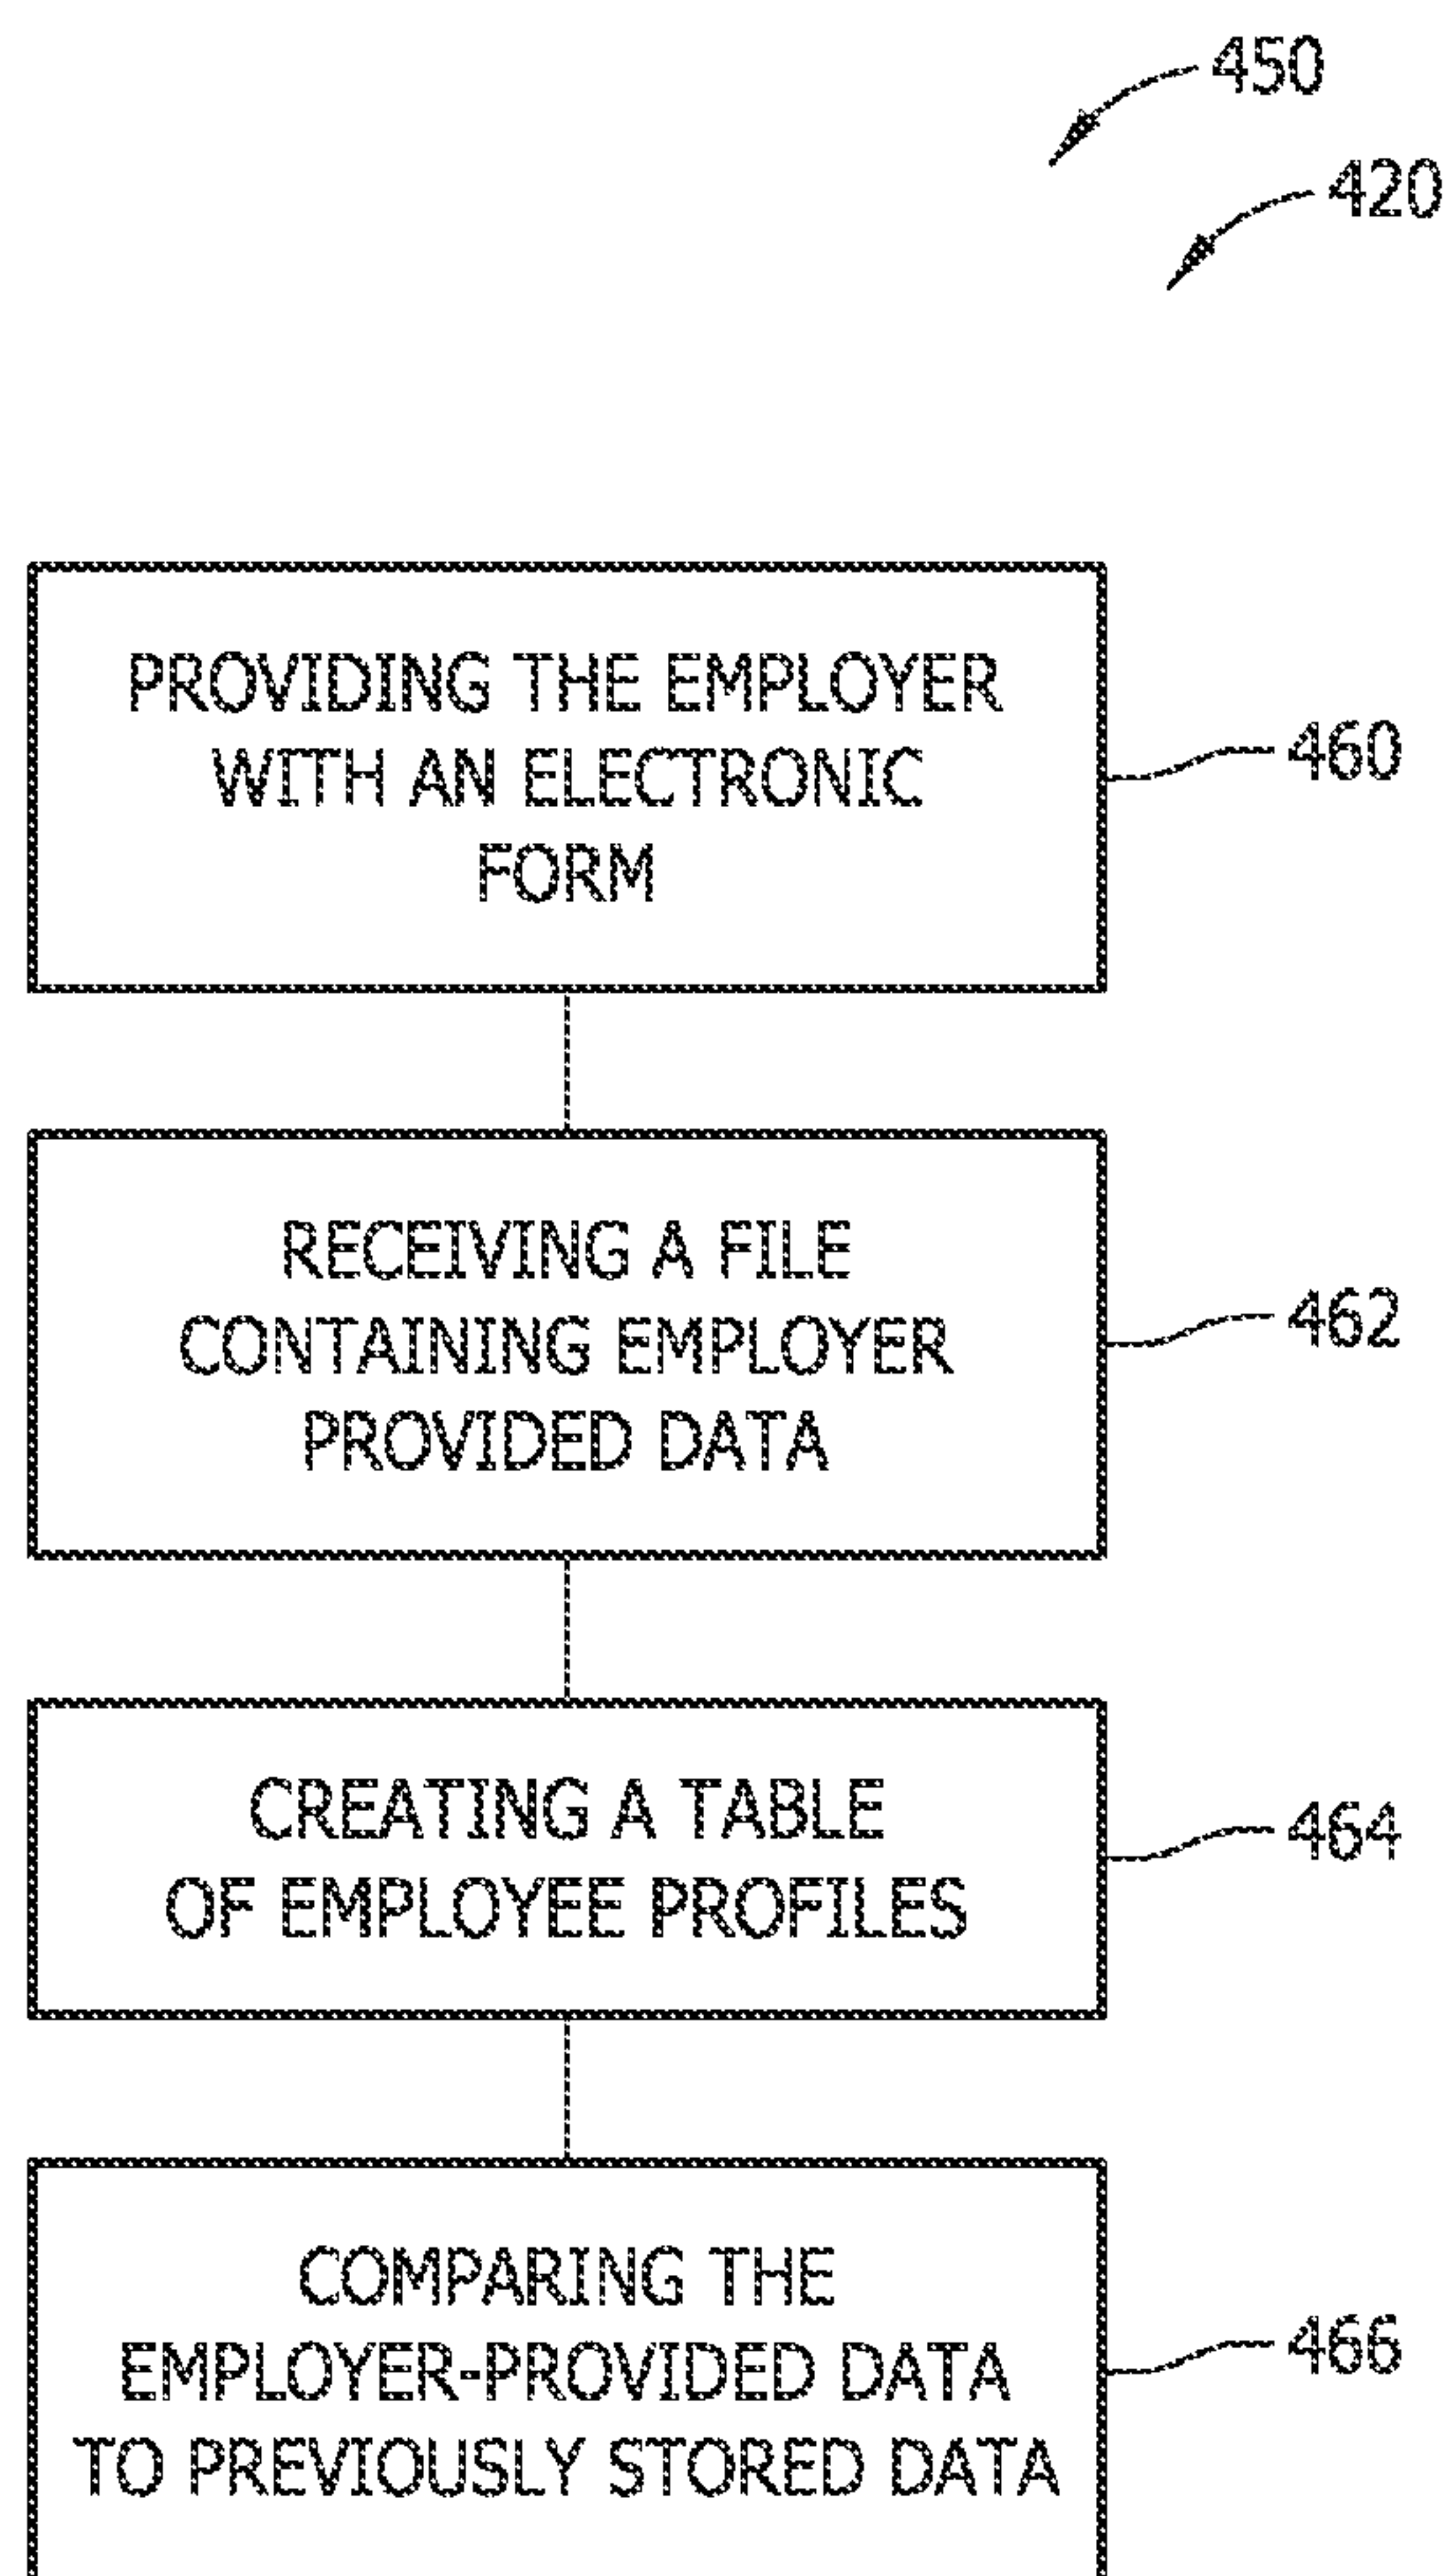 450
420
PROVIDING THE EMPLOYER
WITH AN ELECTRONIC
FORM
460
RECEIVING A FILE
CONTAINING EMPLOYER
PROVIDED DATA
462
CREATING A TABLE
OF EMPLOYEE PROFILES
464
COMPARING THE
EMPLOYER-PROVIDED DATA
TO PREVIOUSLY STORED DATA
466